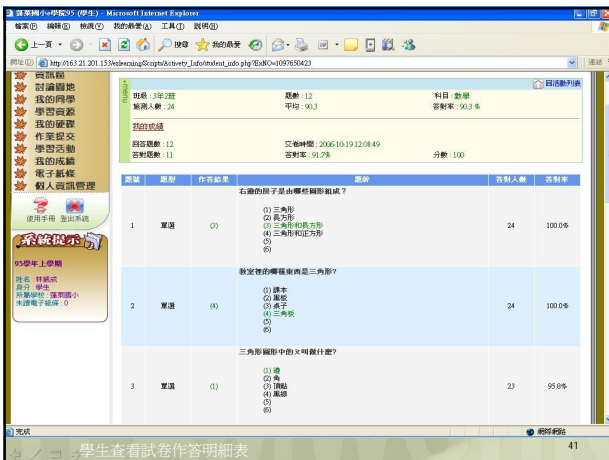 蓬萊國小e學院95 (學生) - Microsoft Internet Explorer
檔案(F) 編輯(E) 檢視(V) 我的最愛(A) 工具(T) 說明(H)
上一頁 搜尋 我的最愛
網址(D) http://163.21.201.153/eelearning/Scripts/Activety_Info/student_info.php?ExNO=1097650423 連結
資訊區
討論園地
我的同學
學習資源
我的硬碟
作業提交
學習活動
我的成績
電子紙條
個人資訊管理
使用手冊 登出系統
系統提示
95學年上學期
姓名:林威成
身分:學生
所屬學校:蓬萊國小
未讀電子紙條:0
回活動列表
menu
班級:3年2班 題數:12 科目:數學
施測人數:24 平均:90.3 答對率:90.3 %
我的成績
回答題數:12 交卷時間:2006-10-19 12:08:49
答對題數:11 答對率:91.7% 分數:100
題號 題型 作答結果 題幹 答對人數 答對率
右邊的房子是由哪些圖形組成?
(1) 三角形
(2) 長方形
1 單選 (3) (3) 三角形和長方形 24 100.0%
(4) 三角形和正方形
(5)
(6)
教室裡的哪種東西是三角形?
(1) 課本
(2) 黑板
2 單選 (4) (3) 桌子 24 100.0%
(4) 三角板
(5)
(6)
三角形圖形中的ㄨ叫做什麼?
(1) 邊
(2) 角
3 單選 (1) (3) 頂點 23 95.8%
(4) 黑線
(5)
(6)
完成 網際網路
學生查看試卷作答明細表 41